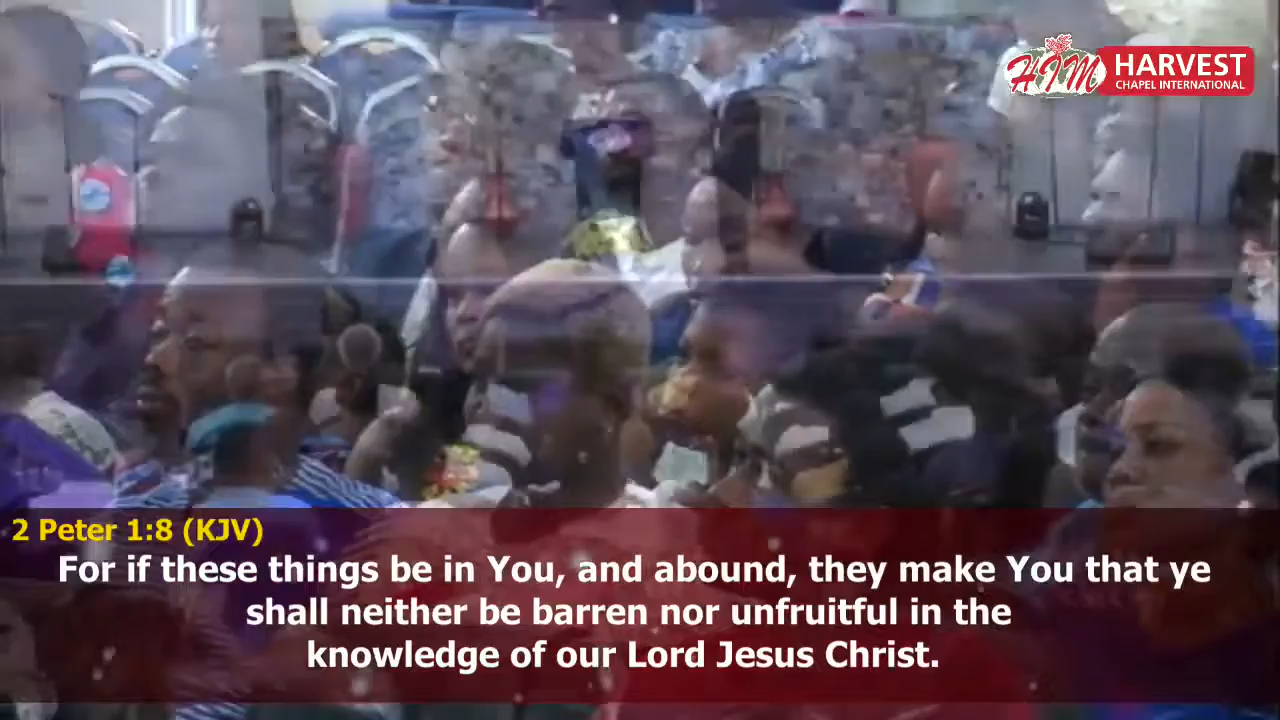 HIM HARVEST
CHAPEL INTERNATIONAL
2 Peter 1:8 (KJV)
For if these things be in You, and abound, they make You that ye
shall neither be barren nor unfruitful in the
knowledge of our Lord Jesus Christ.